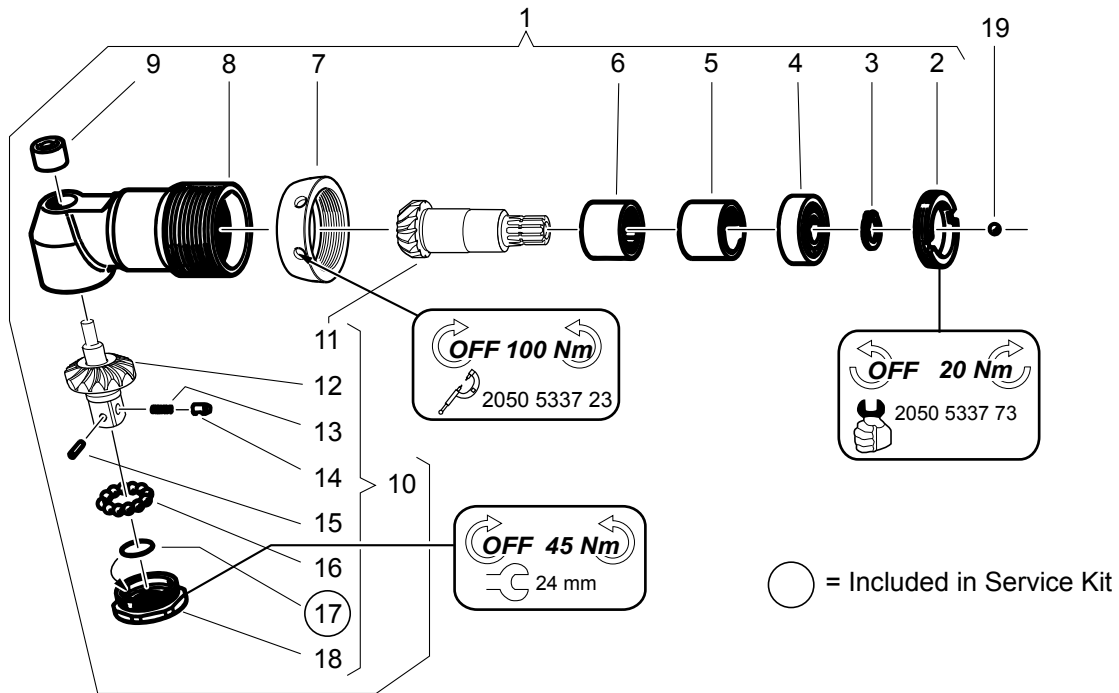 1
19
9 8 7 6 5 4 3 2
11
OFF 100 Nm
2050 5337 23
12
OFF 20 Nm
2050 5337 73
13
14
10
15
OFF 45 Nm
24 mm
16
17
18
= Included in Service Kit